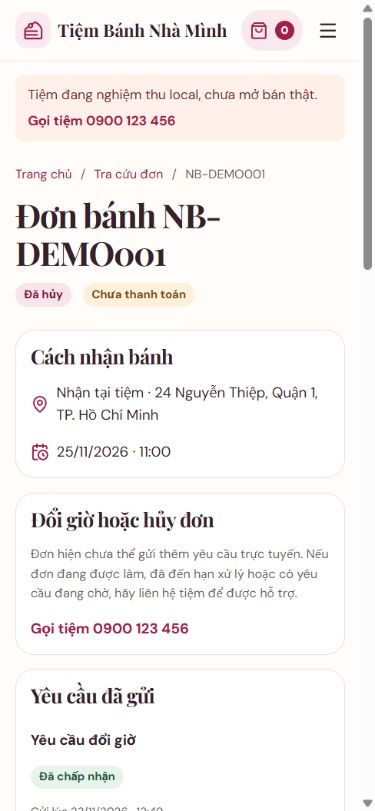 Tiệm Bánh Nhà Mình 0
Tiệm đang nghiệm thu local, chưa mở bán thật.
Gọi tiệm 0900 123 456
Trang chủ / Tra cứu đơn / NB-DEMO001
Đơn bánh NB-
DEMO001
Đã hủy Chưa thanh toán
Cách nhận bánh
Nhận tại tiệm · 24 Nguyễn Thiệp, Quận 1,
TP. Hồ Chí Minh
25/11/2026 · 11:00
Đổi giờ hoặc hủy đơn
Đơn hiện chưa thể gửi thêm yêu cầu trực tuyến. Nếu
đơn đang được làm, đã đến hạn xử lý hoặc có yêu
cầu đang chờ, hãy liên hệ tiệm để được hỗ trợ.
Gọi tiệm 0900 123 456
Yêu cầu đã gửi
Yêu cầu đổi giờ
Đã chấp nhận